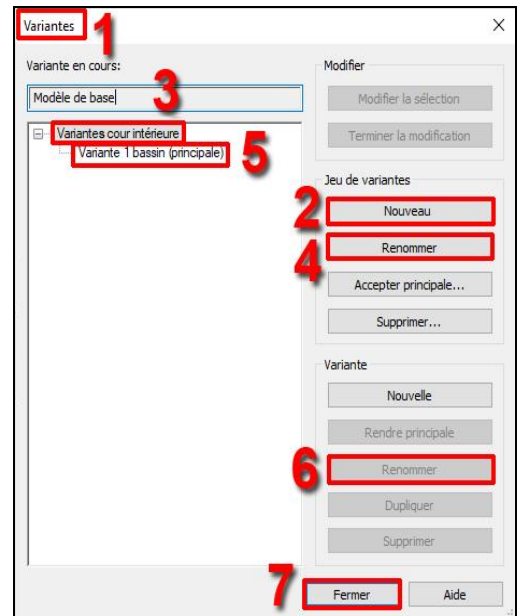 Variantes
1
Variante en cours:
Modèle de base
3
Variantes cour intérieure
Variante 1 bassin (principale)
5
Modifier
Modifier la sélection
Terminer la modification
Jeu de variantes
2
Nouveau
4
Renommer
Accepter principale...
Supprimer...
Variante
Nouvelle
Rendre principale
6
Renommer
Dupliquer
Supprimer
7
Fermer
Aide